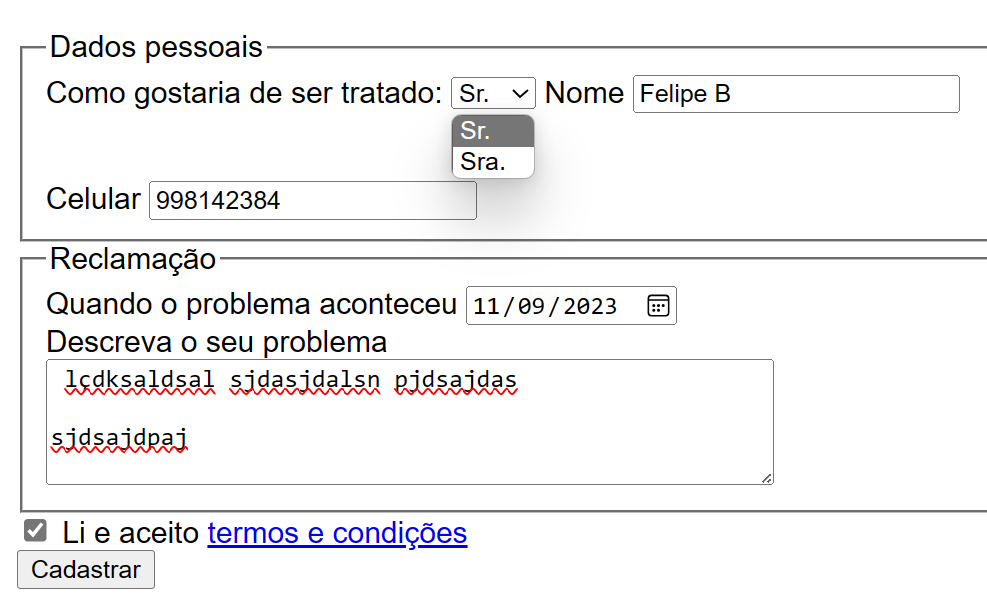 Dados pessoais
Como gostaria de ser tratado: Sr. Nome Felipe B
Sr.
Sra.
Celular 998142384
Reclamação
Quando o problema aconteceu 11/09/2023
Descreva o seu problema
lçdksaldsal sjdasjdalsn pjdsajdas
sjdsajdpaj
Li e aceito termos e condições
Cadastrar